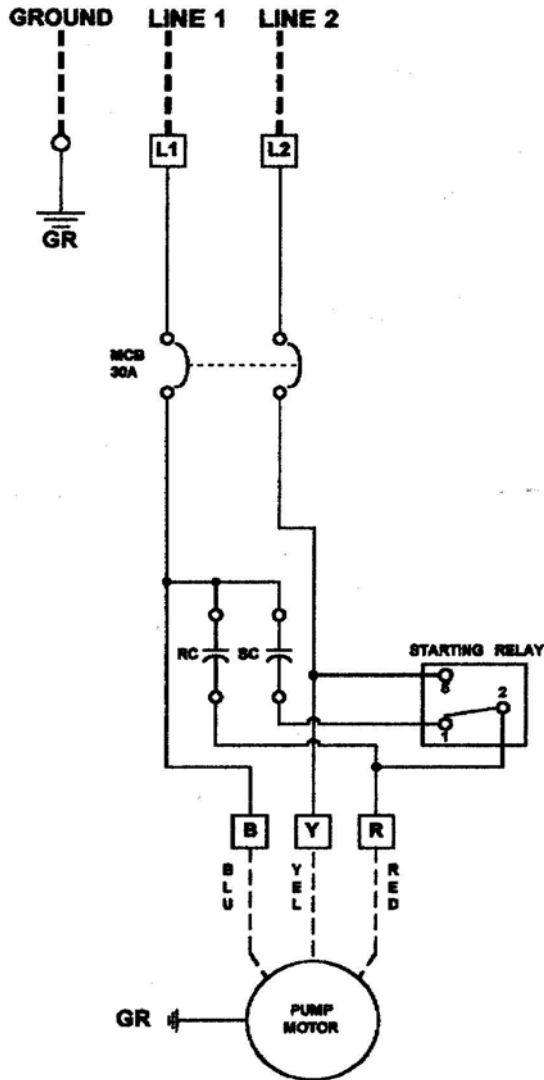 GROUND LINE 1 LINE 2
L1 L2
GR
MCB
30A
RC SC
STARTING RELAY
5 2
1
B Y R
BLU YEL RED
PUMP
MOTOR
GR